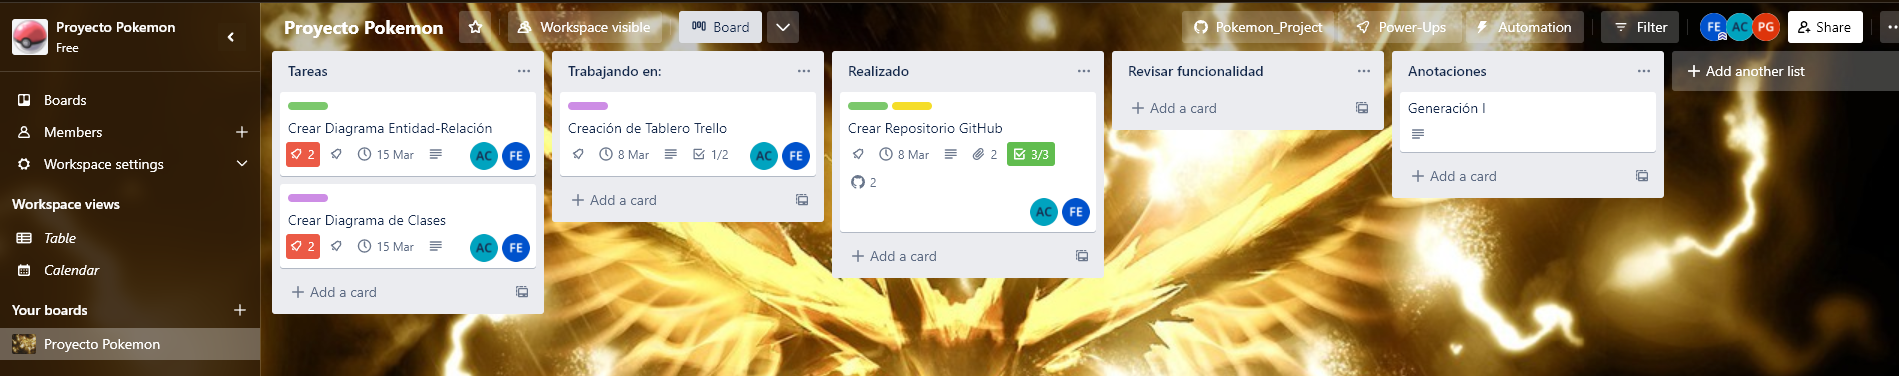 Proyecto Pokemon
Free
Boards
Members
Workspace settings
Workspace views
Table
Calendar
Your boards
Proyecto Pokemon
Proyecto Pokemon
Workspace visible
Board
Pokemon_Project
Power-Ups
Automation
Filter
FE
AC
PG
Share
Tareas
Crear Diagrama Entidad-Relación
2
15 Mar
AC
FE
Crear Diagrama de Clases
2
15 Mar
AC
FE
+ Add a card
Trabajando en:
Creación de Tablero Trello
8 Mar
1/2
AC
FE
+ Add a card
Realizado
Crear Repositorio GitHub
8 Mar
2
3/3
2
AC
FE
+ Add a card
Revisar funcionalidad
+ Add a card
Anotaciones
Generación I
+ Add a card
+ Add another list